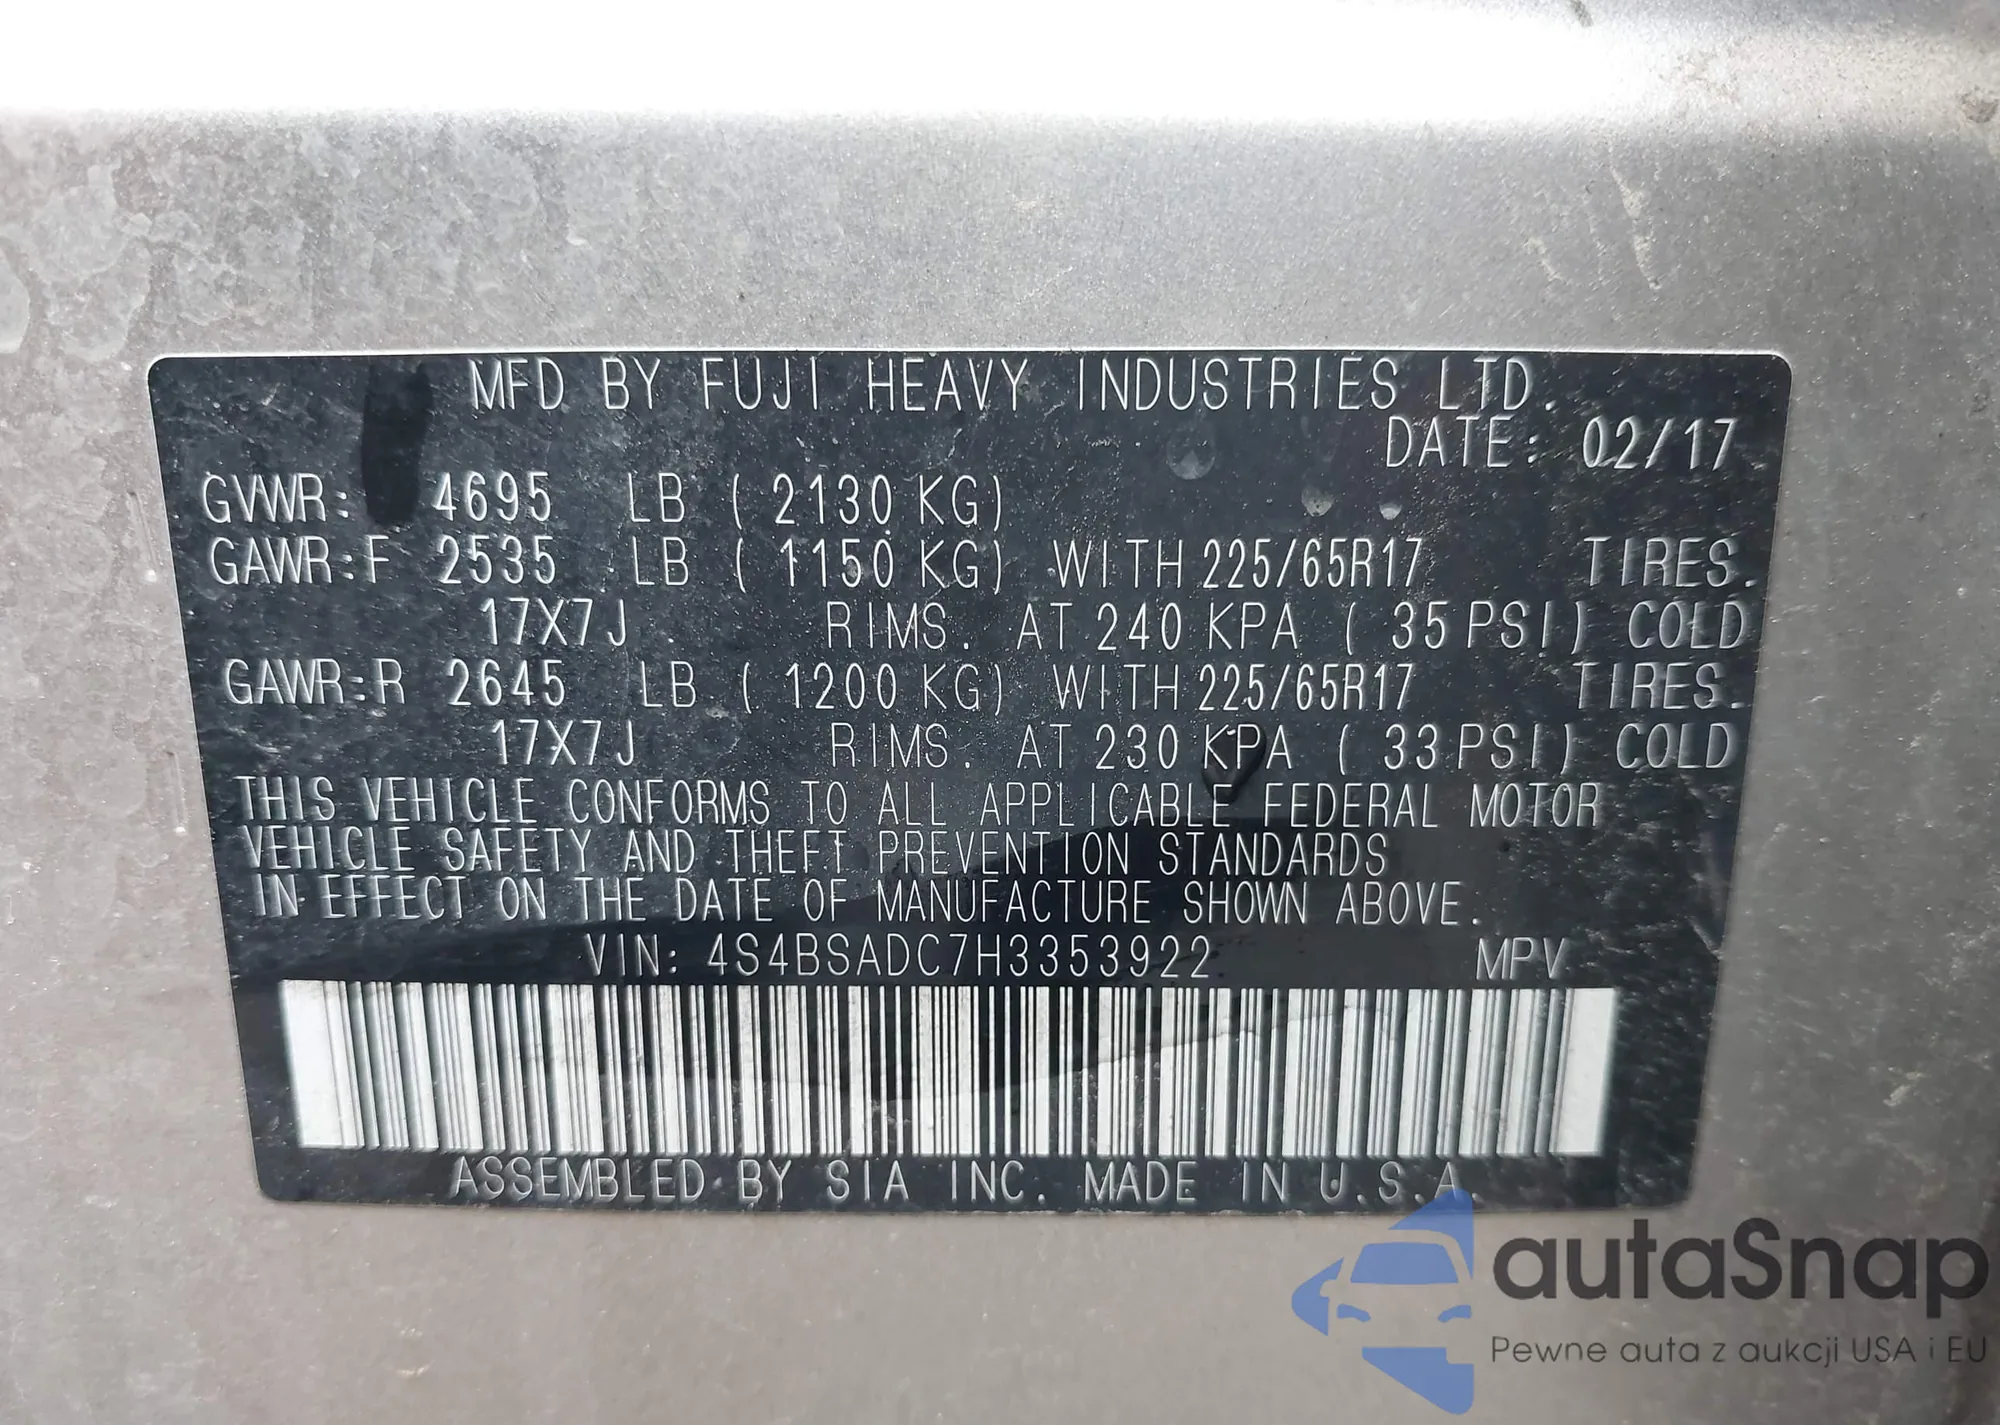 MFD BY FUJI HEAVY INDUSTRIES LTD.
DATE: 02/17
GVWR: 4695 LB ( 2130 KG)
GAWR:F 2535 LB ( 1150 KG) WITH 225/65R17 TIRES.
17X7J RIMS. AT 240 KPA ( 35 PSI) COLD
GAWR:R 2645 LB ( 1200 KG) WITH 225/65R17 TIRES.
17X7J RIMS. AT 230 KPA ( 33 PSI) COLD
THIS VEHICLE CONFORMS TO ALL APPLICABLE FEDERAL MOTOR
VEHICLE SAFETY AND THEFT PREVENTION STANDARDS
IN EFFECT ON THE DATE OF MANUFACTURE SHOWN ABOVE.
VIN: 4S4BSADC7H3353922 MPV
ASSEMBLED BY SIA INC. MADE IN U.S.A.
autaSnap
Pewne auta z aukcji USA i EU